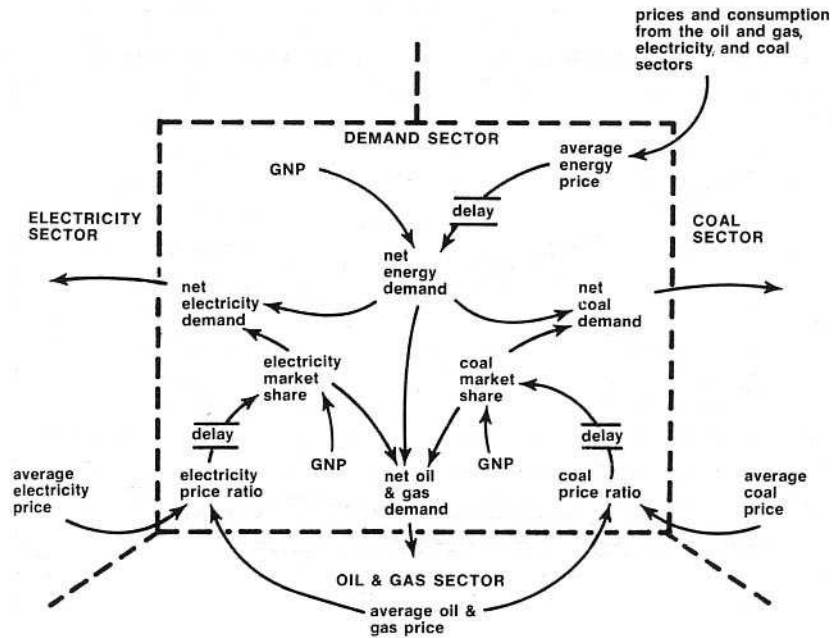 prices and consumption
from the oil and gas,
electricity, and coal
sectors
DEMAND SECTOR
GNP
average
energy
price
delay
ELECTRICITY
SECTOR
COAL
SECTOR
net
energy
demand
net
electricity
demand
net
coal
demand
electricity
market
share
coal
market
share
delay
delay
GNP
GNP
average
electricity
price
electricity
price ratio
net oil
& gas
demand
coal
price ratio
average
coal
price
OIL & GAS SECTOR
average oil &
gas price